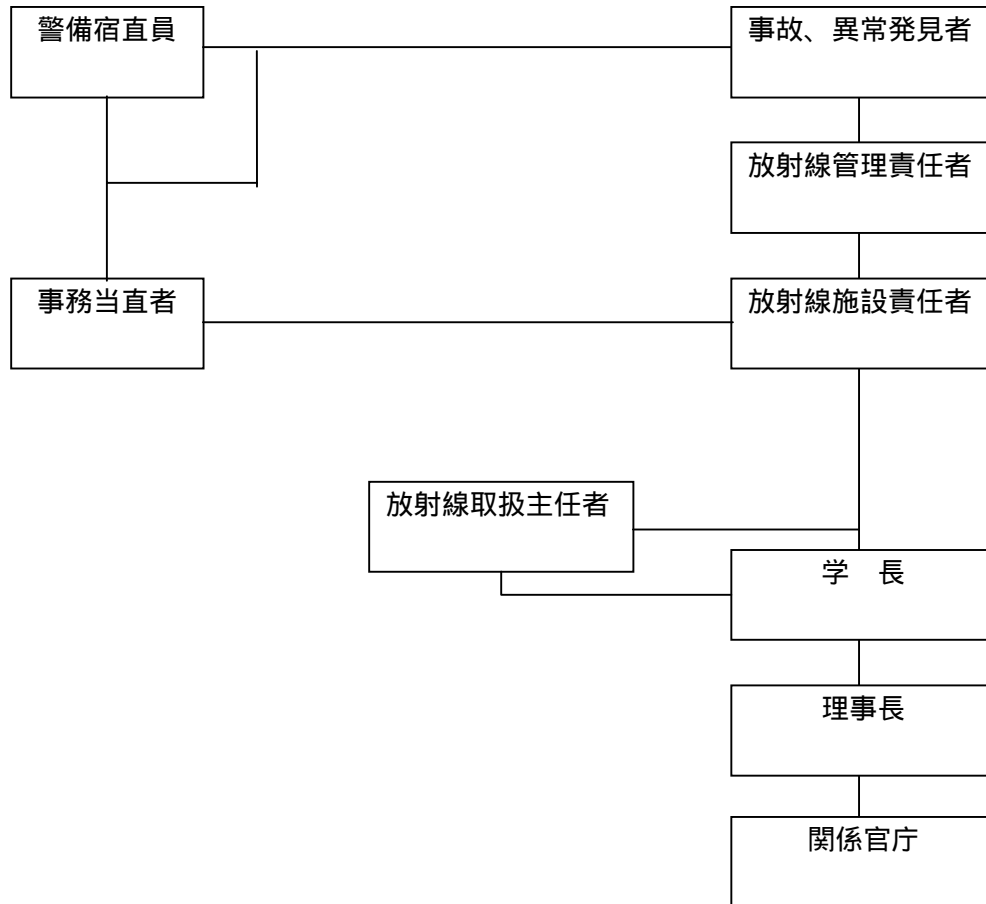 警備宿直員
事故、異常発見者
放射線管理責任者
事務当直者
放射線施設責任者
放射線取扱主任者
学　長
理事長
関係官庁